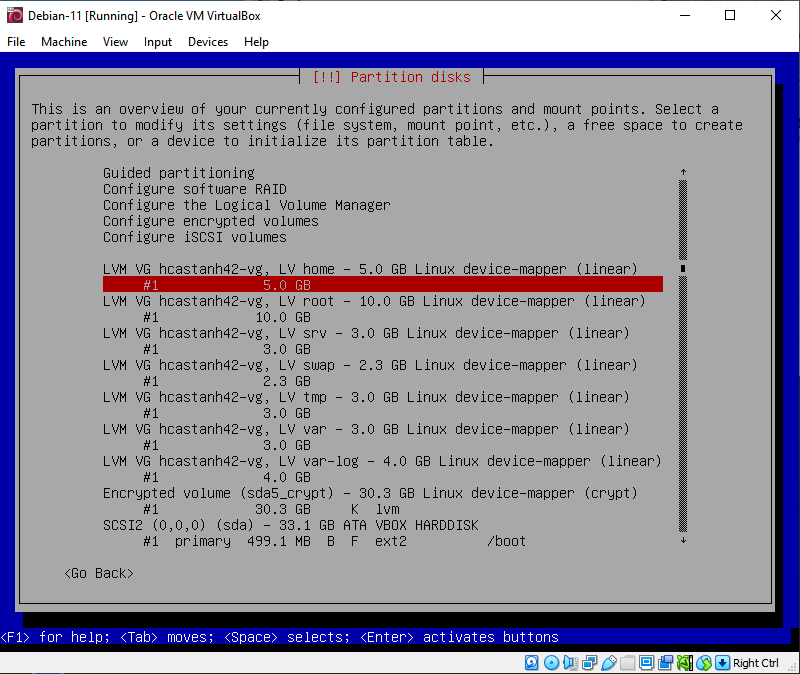 Debian-11 [Running] - Oracle VM VirtualBox
File Machine View Input Devices Help
[!!] Partition disks
This is an overview of your currently configured partitions and mount points. Select a
partition to modify its settings (file system, mount point, etc.), a free space to create
partitions, or a device to initialize its partition table.
Guided partitioning
Configure software RAID
Configure the Logical Volume Manager
Configure encrypted volumes
Configure iSCSI volumes
LVM VG hcastanh42-vg, LV home - 5.0 GB Linux device-mapper (linear)
#1 5.0 GB
LVM VG hcastanh42-vg, LV root - 10.0 GB Linux device-mapper (linear)
#1 10.0 GB
LVM VG hcastanh42-vg, LV srv - 3.0 GB Linux device-mapper (linear)
#1 3.0 GB
LVM VG hcastanh42-vg, LV swap - 2.3 GB Linux device-mapper (linear)
#1 2.3 GB
LVM VG hcastanh42-vg, LV tmp - 3.0 GB Linux device-mapper (linear)
#1 3.0 GB
LVM VG hcastanh42-vg, LV var - 3.0 GB Linux device-mapper (linear)
#1 3.0 GB
LVM VG hcastanh42-vg, LV var-log - 4.0 GB Linux device-mapper (linear)
#1 4.0 GB
Encrypted volume (sda5_crypt) - 30.3 GB Linux device-mapper (crypt)
#1 30.3 GB K lvm
SCSI2 (0,0,0) (sda) - 33.1 GB ATA VBOX HARDDISK
#1 primary 499.1 MB B F ext2 /boot
<Go Back>
<F1> for help; <Tab> moves; <Space> selects; <Enter> activates buttons
Right Ctrl